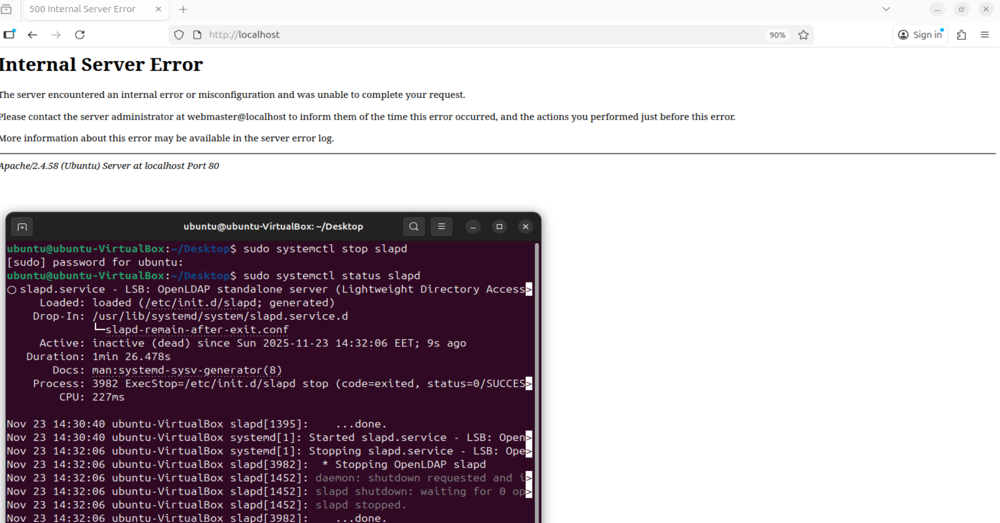 500 Internal Server Error
http://localhost
90%
Sign in
Internal Server Error
The server encountered an internal error or misconfiguration and was unable to complete your request.
Please contact the server administrator at webmaster@localhost to inform them of the time this error occurred, and the actions you performed just before this error.
More information about this error may be available in the server error log.
Apache/2.4.58 (Ubuntu) Server at localhost Port 80
ubuntu@ubuntu-VirtualBox: ~/Desktop
ubuntu@ubuntu-VirtualBox:~/Desktop$ sudo systemctl stop slapd
[sudo] password for ubuntu:
ubuntu@ubuntu-VirtualBox:~/Desktop$ sudo systemctl status slapd
○ slapd.service - LSB: OpenLDAP standalone server (Lightweight Directory Access>
Loaded: loaded (/etc/init.d/slapd; generated)
Drop-In: /usr/lib/systemd/system/slapd.service.d
└─slapd-remain-after-exit.conf
Active: inactive (dead) since Sun 2025-11-23 14:32:06 EET; 9s ago
Duration: 1min 26.478s
Docs: man:systemd-sysv-generator(8)
Process: 3982 ExecStop=/etc/init.d/slapd stop (code=exited, status=0/SUCCES>
CPU: 227ms
Nov 23 14:30:40 ubuntu-VirtualBox slapd[1395]:    ...done.
Nov 23 14:30:40 ubuntu-VirtualBox systemd[1]: Started slapd.service - LSB: Open>
Nov 23 14:32:06 ubuntu-VirtualBox systemd[1]: Stopping slapd.service - LSB: Ope>
Nov 23 14:32:06 ubuntu-VirtualBox slapd[3982]:  * Stopping OpenLDAP slapd
Nov 23 14:32:06 ubuntu-VirtualBox slapd[1452]: daemon: shutdown requested and i>
Nov 23 14:32:06 ubuntu-VirtualBox slapd[1452]: slapd shutdown: waiting for 0 op>
Nov 23 14:32:06 ubuntu-VirtualBox slapd[1452]: slapd stopped.
Nov 23 14:32:06 ubuntu-VirtualBox slapd[3982]:    ...done.